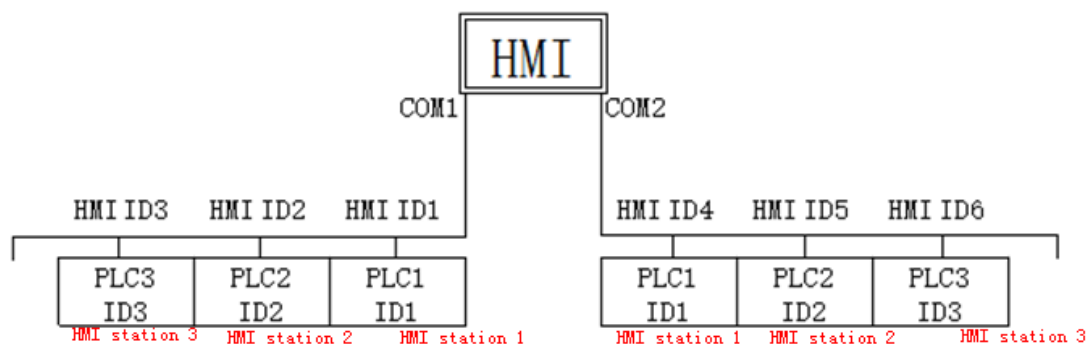 HMI
COM1 COM2
HMI ID3 HMI ID2 HMI ID1 HMI ID4 HMI ID5 HMI ID6
PLC3 PLC2 PLC1 PLC1 PLC2 PLC3
ID3 ID2 ID1 ID1 ID2 ID3
HMI station 3 HMI station 2 HMI station 1 HMI station 1 HMI station 2 HMI station 3